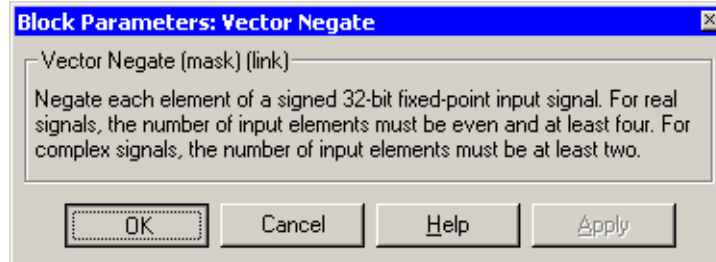 Block Parameters: Vector Negate
Vector Negate (mask) (link)
Negate each element of a signed 32-bit fixed-point input signal. For real
signals, the number of input elements must be even and at least four. For
complex signals, the number of input elements must be at least two.
OK Cancel Help Apply